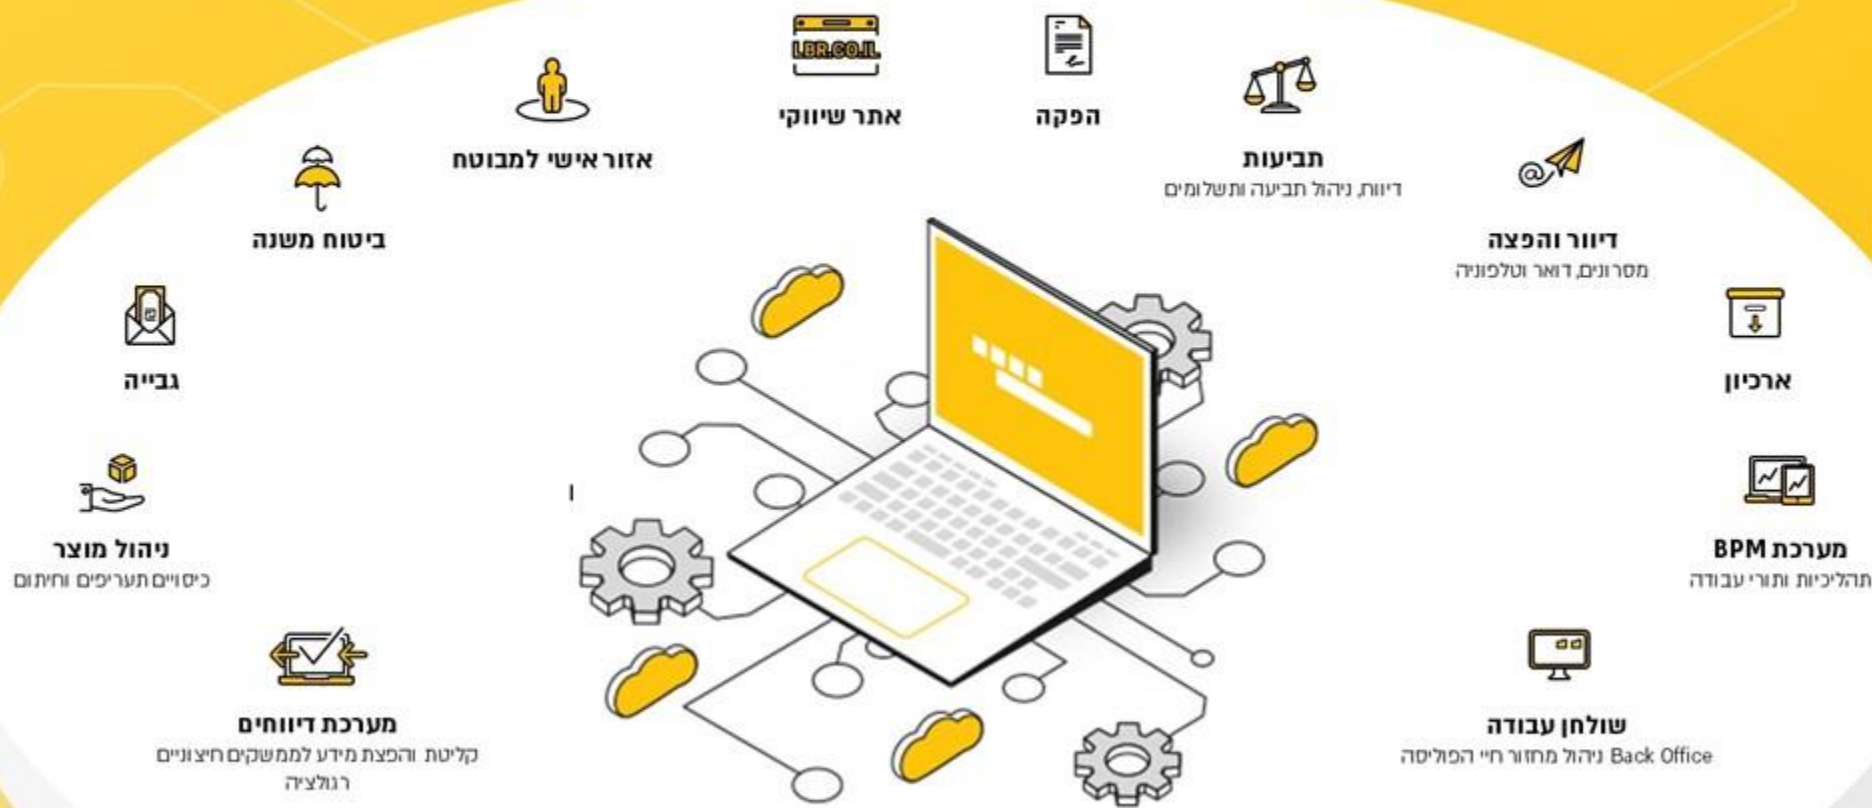 LBR.CO.IL
הפקה
אתר שיווקי
תביעות
דיווח, ניהול תביעה ותשלומים
אזור אישי למבוטח
דיוור והפצה
מסרונים, דואר וטלפוניה
ביטוח משנה
ארכיון
גבייה
מערכת BPM
תהליכיות ותורי עבודה
ניהול מוצר
כיסויים תעריפים וחיתום
שולחן עבודה
Back Office ניהול מחזור חיי הפוליסה
מערכת דיווחים
קליטת והפצת מידע לממשקים חיצוניים
רגולציה